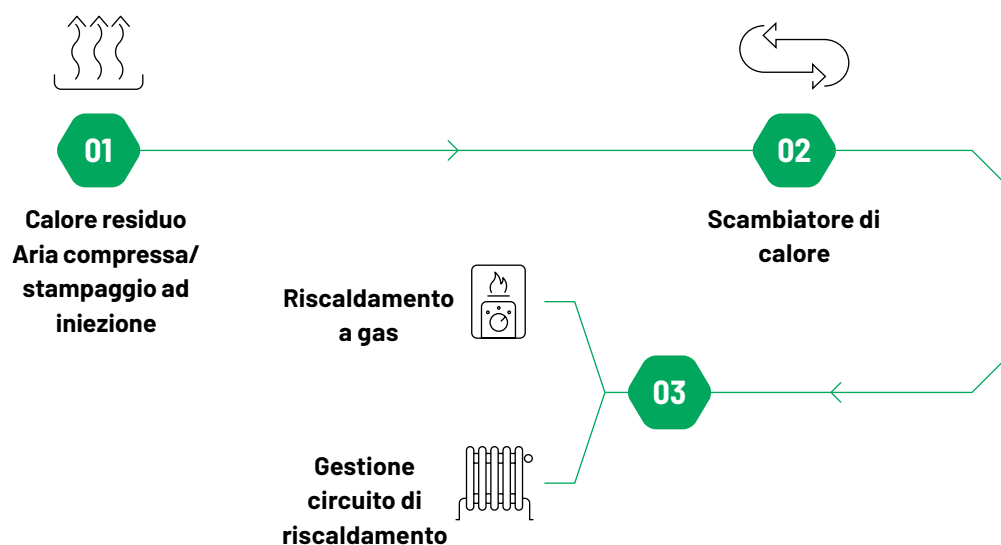 01
Calore residuo
Aria compressa/
stampaggio ad
iniezione
02
Scambiatore di
calore
03
Riscaldamento
a gas
Gestione
circuito di
riscaldamento